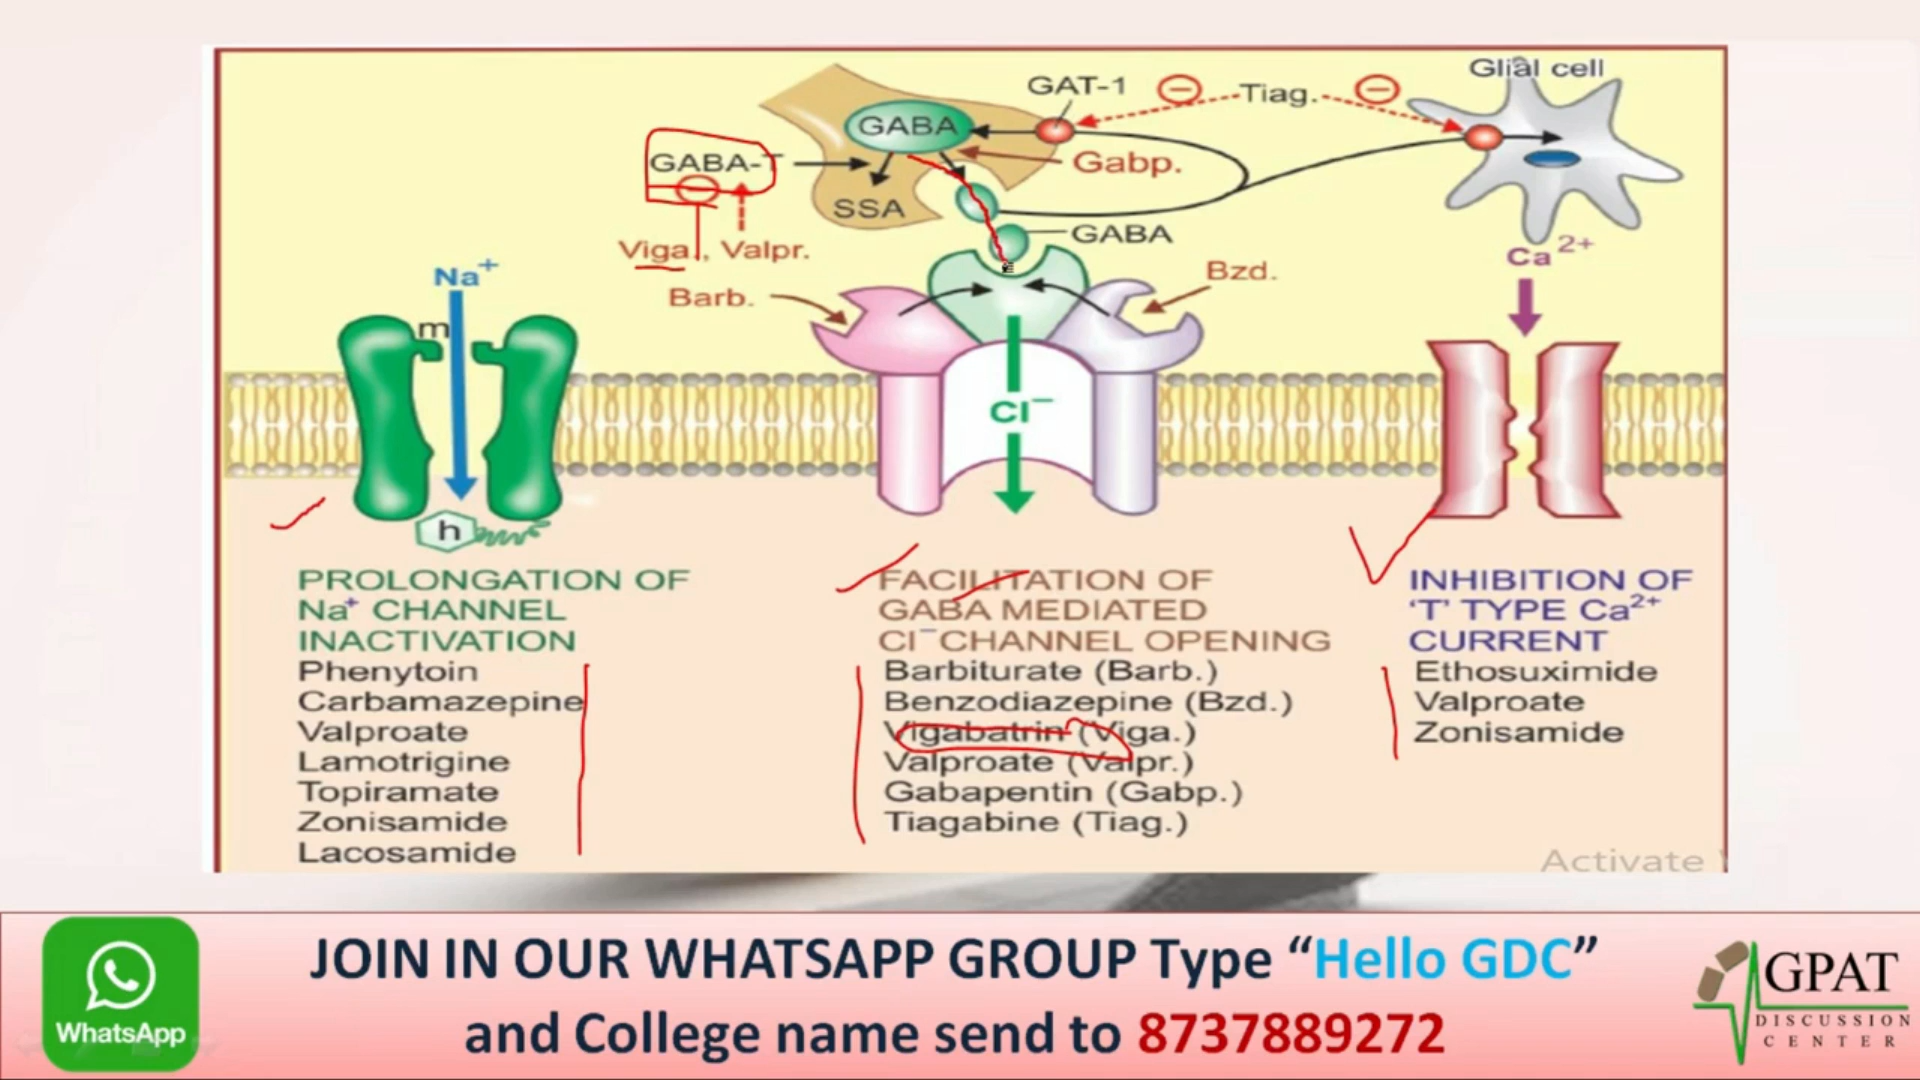 Glial cell
GAT-1
Tiag.
GABA
GABA-T
Gabp.
SSA
GABA
Viga., Valpr.
Ca2+
Na+
Barb.
Bzd.
m
Cl−
h
PROLONGATION OF
Na+ CHANNEL
INACTIVATION
Phenytoin
Carbamazepine
Valproate
Lamotrigine
Topiramate
Zonisamide
Lacosamide
FACILITATION OF
GABA MEDIATED
Cl− CHANNEL OPENING
Barbiturate (Barb.)
Benzodiazepine (Bzd.)
Vigabatrin (Viga.)
Valproate (Valpr.)
Gabapentin (Gabp.)
Tiagabine (Tiag.)
INHIBITION OF
‘T’ TYPE Ca2+
CURRENT
Ethosuximide
Valproate
Zonisamide
Activate
WhatsApp
JOIN IN OUR WHATSAPP GROUP Type “Hello GDC”
and College name send to 8737889272
GPAT
DISCUSSION
CENTER